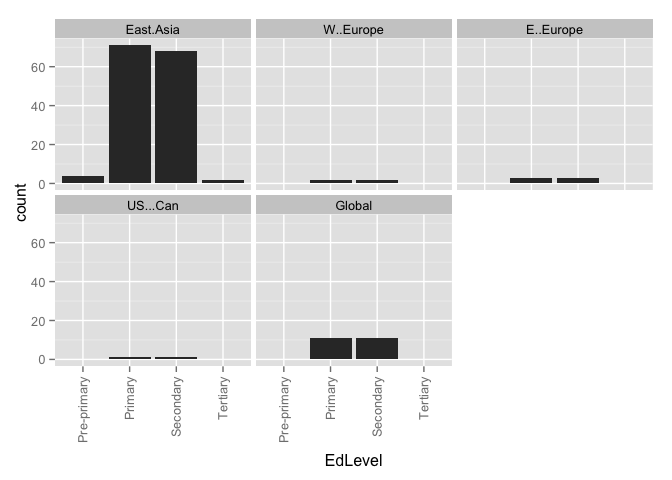 East.Asia
W..Europe
E..Europe
60
40
20
0
count
US...Can
Global
60
40
20
0
Pre-primary
Primary
Secondary
Tertiary
Pre-primary
Primary
Secondary
Tertiary
EdLevel